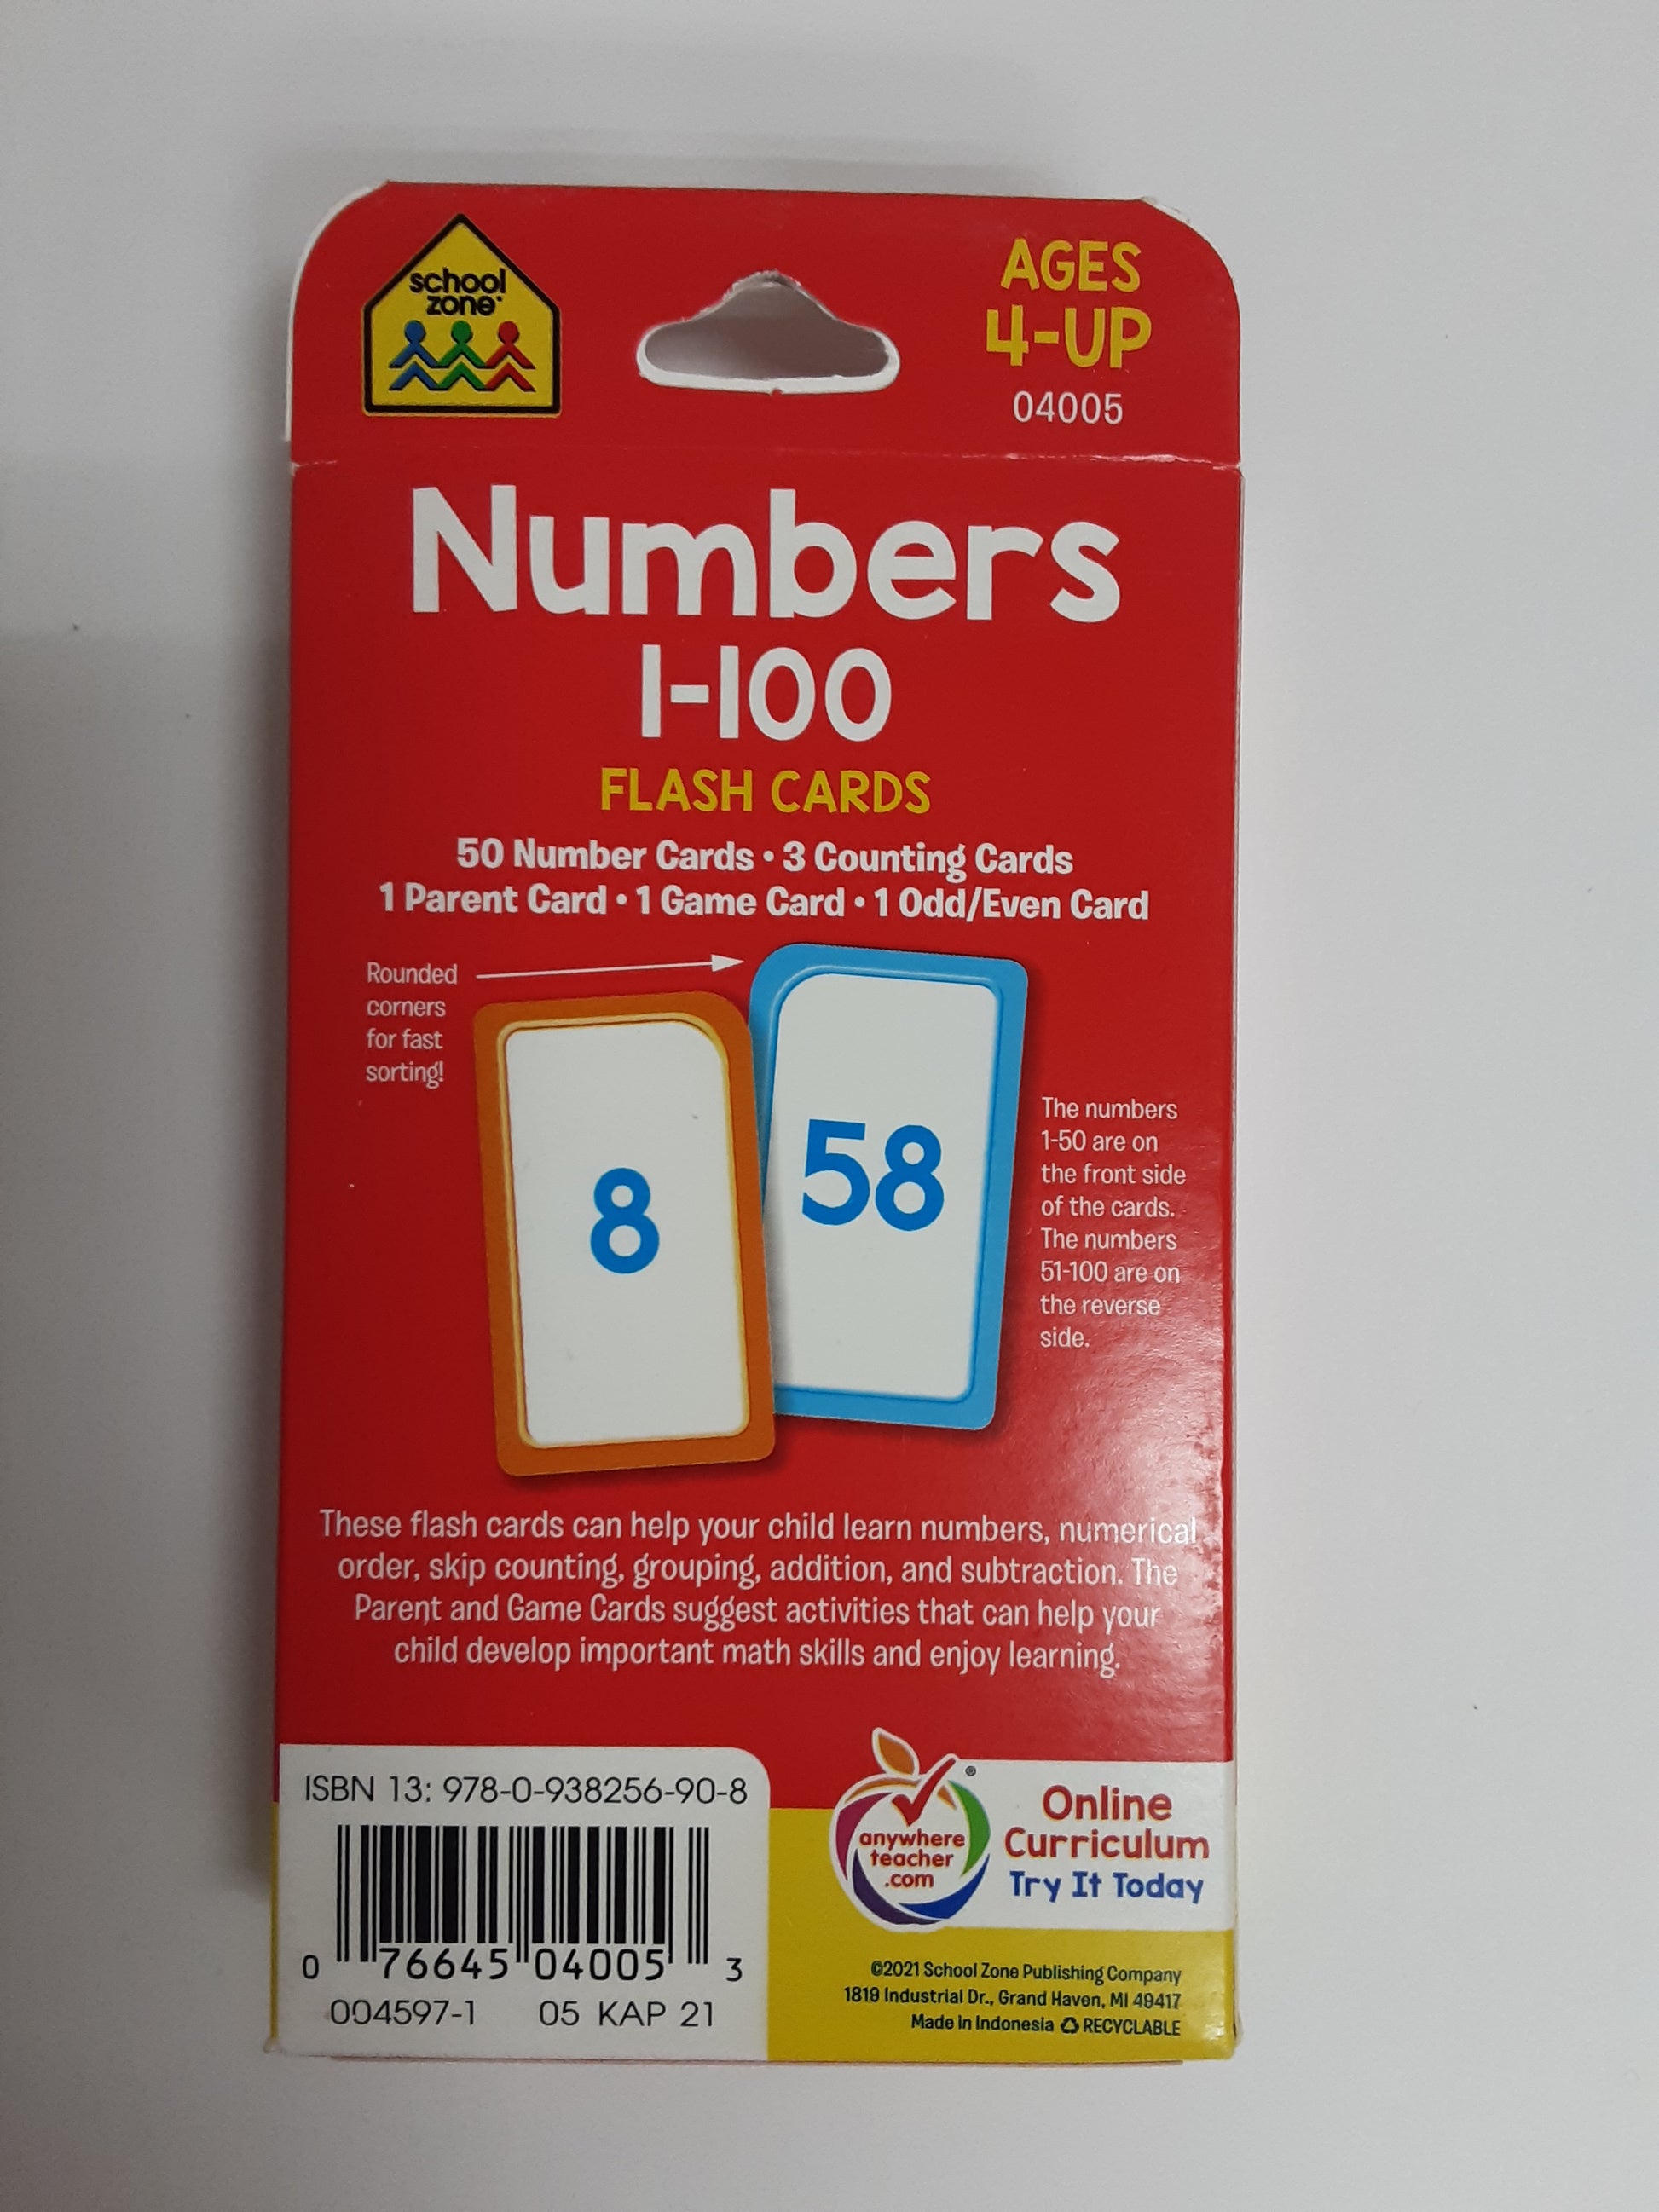 school
zone
AGES
4-UP
04005
Numbers
1-100
FLASH CARDS
50 Number Cards • 3 Counting Cards
1 Parent Card • 1 Game Card • 1 Odd/Even Card
Rounded
corners
for fast
sorting!
8
58
The numbers
1-50 are on
the front side
of the cards.
The numbers
51-100 are on
the reverse
side.
These flash cards can help your child learn numbers, numerical
order, skip counting, grouping, addition, and subtraction. The
Parent and Game Cards suggest activities that can help your
child develop important math skills and enjoy learning.
ISBN 13: 978-0-938256-90-8
0 76645 04005 3
004597-1 05 KAP 21
anywhere
teacher
.com
®
Online
Curriculum
Try It Today
©2021 School Zone Publishing Company
1819 Industrial Dr., Grand Haven, MI 49417
Made in Indonesia ♻ RECYCLABLE